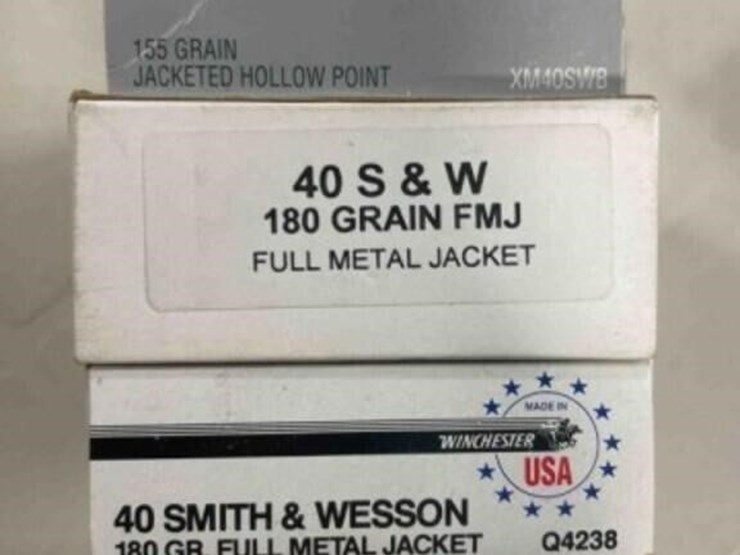 155 GRAIN
JACKETED HOLLOW POINT XM40SWB
40 S & W
180 GRAIN FMJ
FULL METAL JACKET
MADE IN
WINCHESTER
USA
40 SMITH & WESSON
180 GR. FULL METAL JACKET Q4238